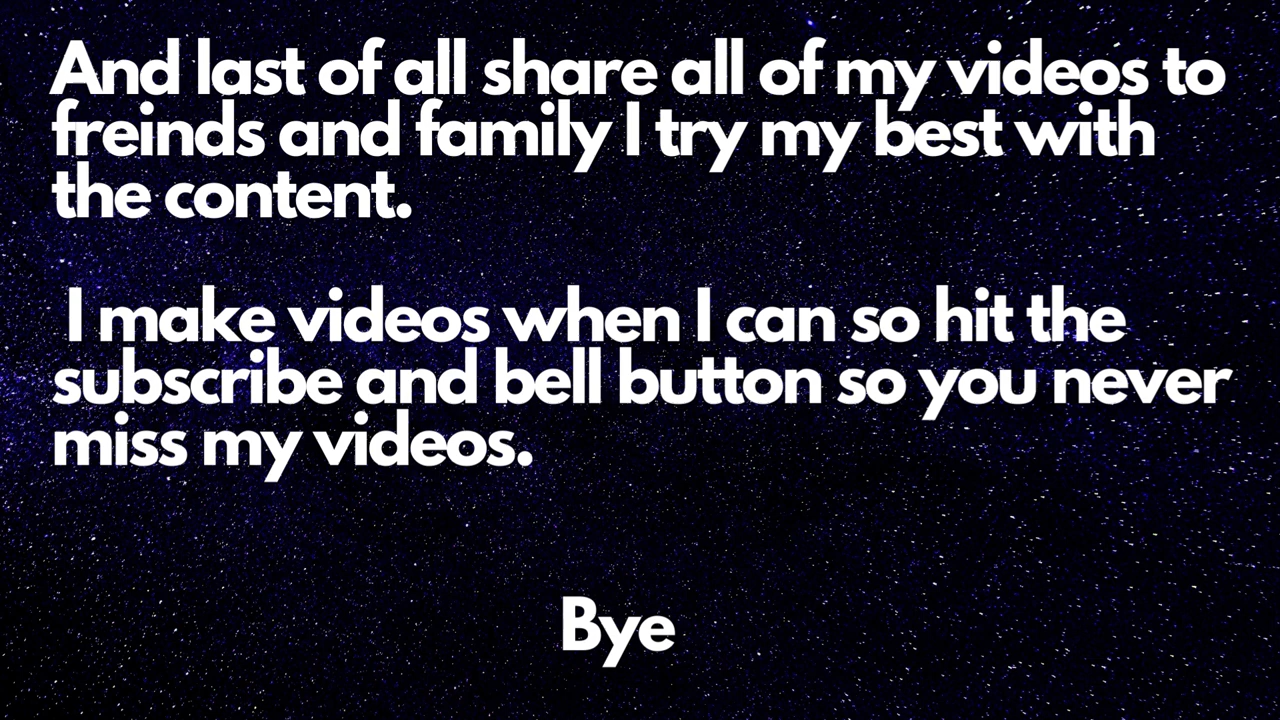 And last of all share all of my videos to
freinds and family I try my best with
the content.
I make videos when I can so hit the
subscribe and bell button so you never
miss my videos.
Bye